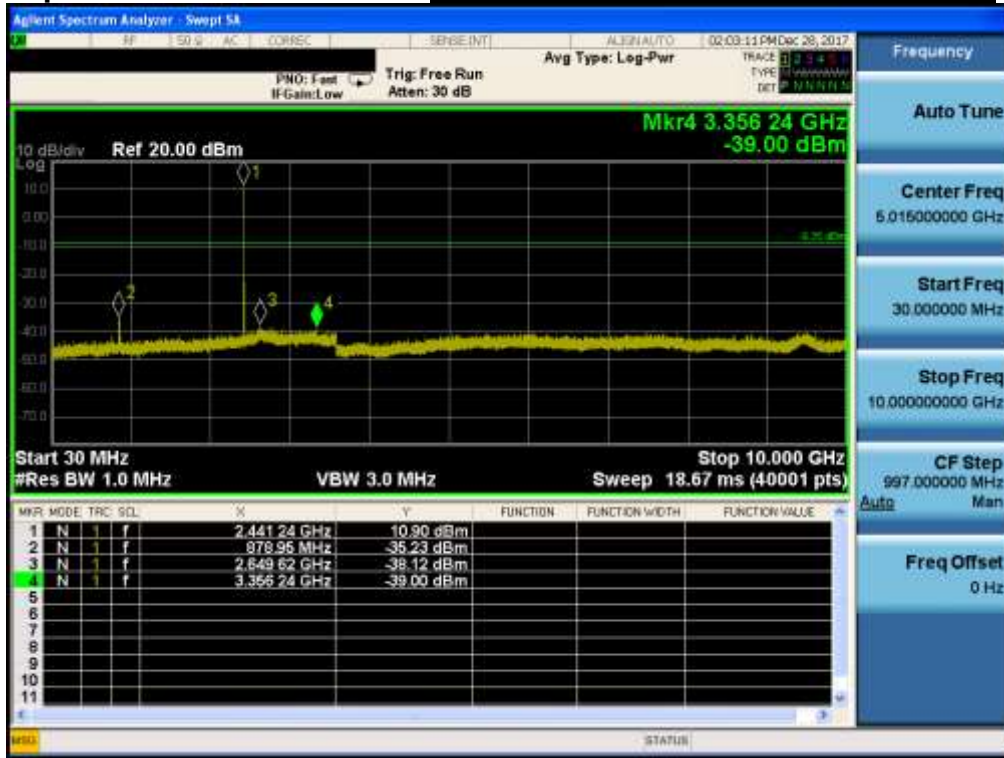 Agilent Spectrum Analyzer - Swept SA
RF 50 Ω AC CORREC SENSE:INT ALIGN AUTO 02:03:11 PM Dec 28, 2017
Frequency
Avg Type: Log-Pwr
TRACE 1 2 3 4 5 6
PNO: Fast Trig: Free Run
TYPE
IFGain:Low Atten: 30 dB
DET P N N N N N
Auto Tune
Mkr4 3.356 24 GHz
-39.00 dBm
10 dB/div Ref 20.00 dBm
Log
1
10.0
0.00
-10.0
-20.0
-30.0
-40.0
-50.0
-60.0
-70.0
2
3
4
Center Freq
5.015000000 GHz
Start Freq
30.000000 MHz
Stop Freq
10.000000000 GHz
Start 30 MHz Stop 10.000 GHz
#Res BW 1.0 MHz VBW 3.0 MHz Sweep 18.67 ms (40001 pts)
CF Step
997.000000 MHz
Auto Man
MKR MODE TRC SCL X Y FUNCTION FUNCTION WIDTH FUNCTION VALUE
1 N 1 f 2.441 24 GHz 10.90 dBm
2 N 1 f 878.95 MHz -35.23 dBm
3 N 1 f 2.649 62 GHz -38.12 dBm
4 N 1 f 3.356 24 GHz -39.00 dBm
5
6
7
8
9
10
11
Freq Offset
0 Hz
MSG STATUS